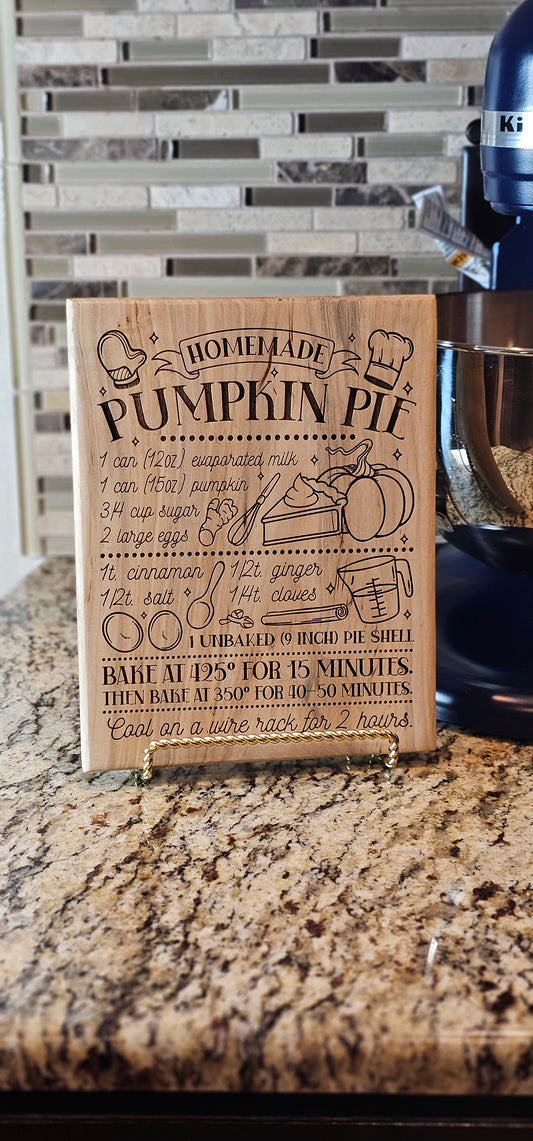 Ki
HOMEMADE
PUMPKIN PIE
1 can (12oz) evaporated milk
1 can (15oz) pumpkin
3/4 cup sugar
2 large eggs
1t. cinnamon 1/2t. ginger
1/2t. salt 1/4t. cloves
1 UNBAKED (9 INCH) PIE SHELL
BAKE AT 425° FOR 15 MINUTES.
THEN BAKE AT 350° FOR 40-50 MINUTES.
Cool on a wire rack for 2 hours.